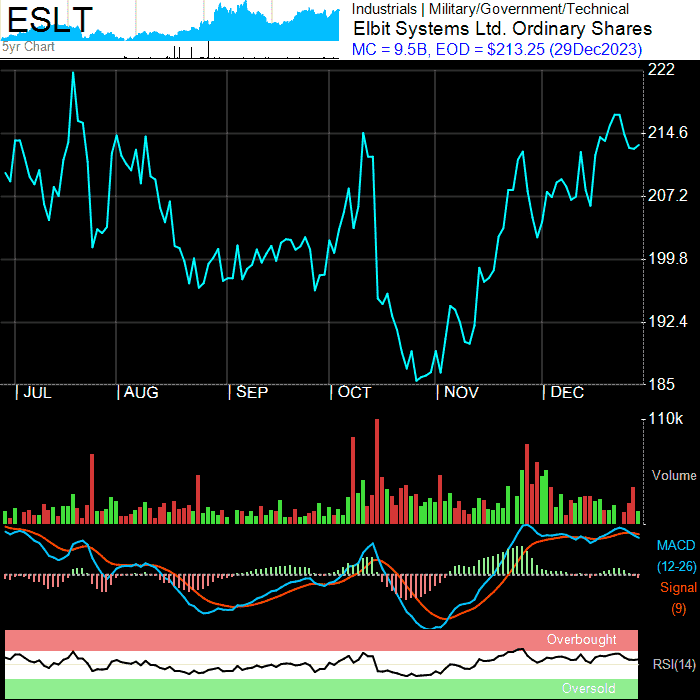 ESLT
5yr Chart
Industrials | Military/Government/Technical
Elbit Systems Ltd. Ordinary Shares
MC = 9.5B, EOD = $213.25 (29Dec2023)
222
214.6
207.2
199.8
192.4
185
JUL AUG SEP OCT NOV DEC
110k
Volume
MACD
(12-26)
Signal
(9)
Overbought
RSI(14)
Oversold